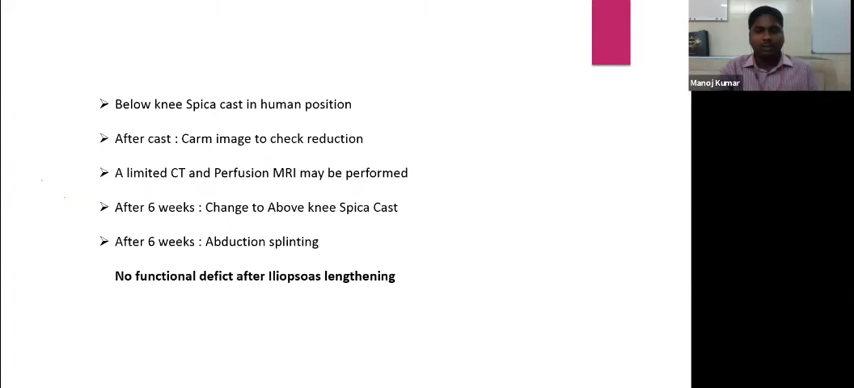 Below knee Spica cast in human position
After cast : Carm image to check reduction
A limited CT and Perfusion MRI may be performed
After 6 weeks : Change to Above knee Spica Cast
After 6 weeks : Abduction splinting
No functional defict after Iliopsoas lengthening
Manoj Kumar